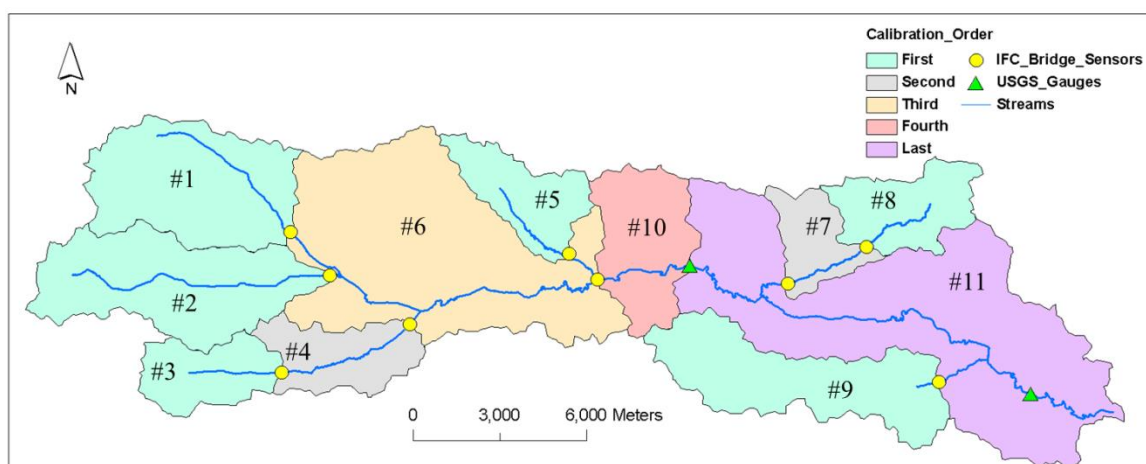 Calibration_Order
First
Second
Third
Fourth
Last
IFC_Bridge_Sensors
USGS_Gauges
Streams
N
#1
#2
#3
#4
#5
#6
#7
#8
#9
#10
#11
0 3,000 6,000 Meters